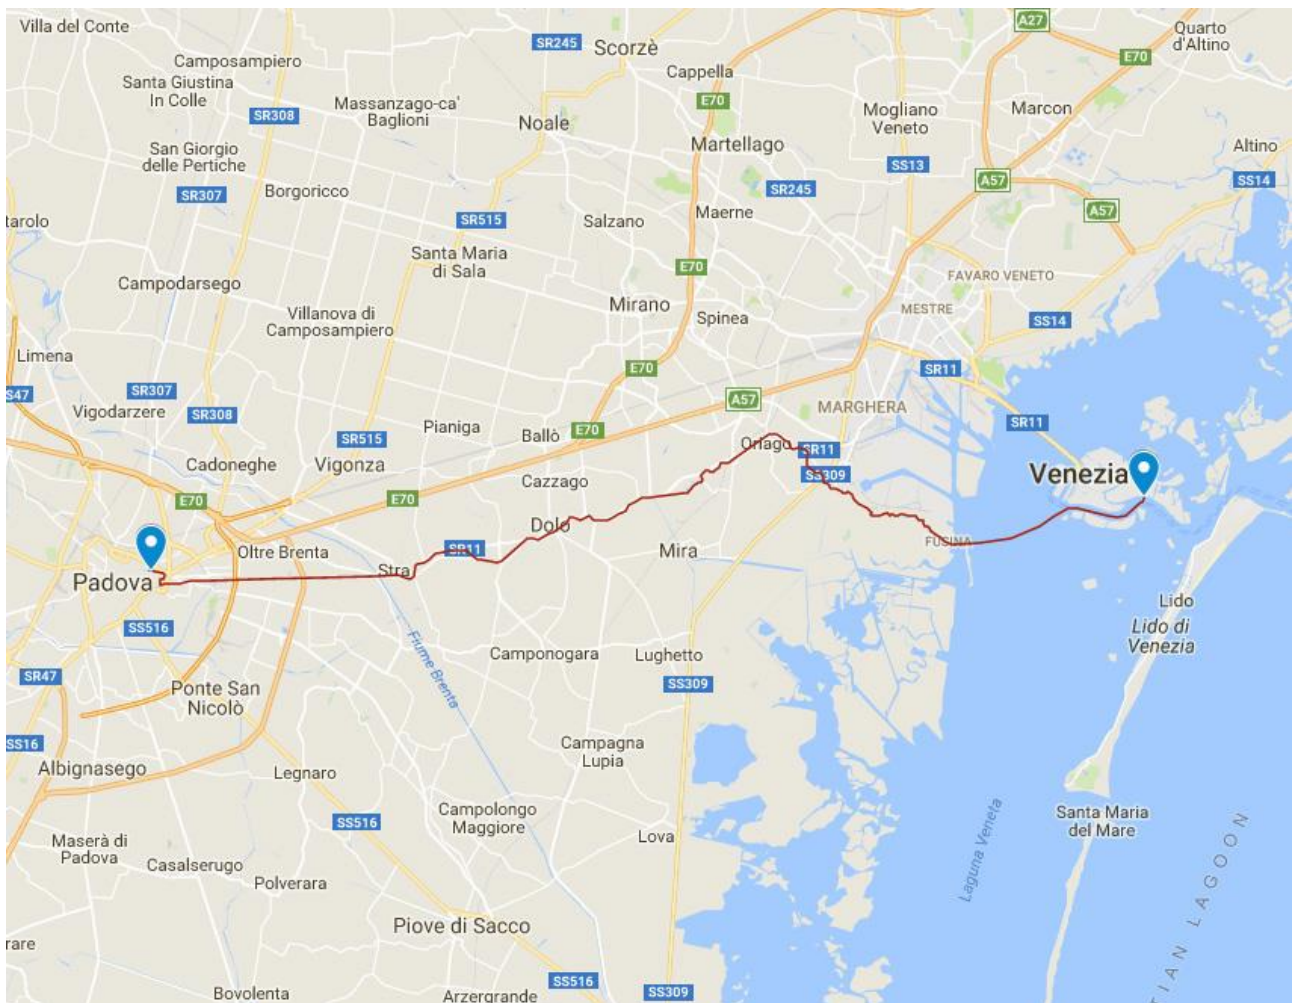 Villa del Conte
Camposampiero
Santa Giustina
In Colle
SR308
Massanzago-ca'
Baglioni
SR245
Scorzè
Cappella
E70
A27
Quarto
d'Altino
E70
Marcon
Mogliano
Veneto
Noale
Martellago
Altino
San Giorgio
delle Pertiche
SR307
Borgoricco
SS13
SS14
A57
SR245
A57
tarolo
SR515
Salzano
Maerne
Santa Maria
di Sala
E70
FAVARO VENETO
Campodarsego
Mirano
Villanova di
Camposampiero
Spinea
MESTRE
SS14
Limena
SS47
SR307
E70
SR11
Vigodarzere
SR308
A57
MARGHERA
Pianiga
Ballò
E70
SR515
Oriago
SR11
SR11
Cadoneghe
Vigonza
SS309
Venezia
Cazzago
E70
E70
Dolo
Oltre Brenta
SR11
Mira
FUSINA
Padova
Stra
Lido
SS516
Lido di
Venezia
Fiume Brenta
Camponogara
Lughetto
SR47
Ponte San
Nicolò
SS309
SS16
Campagna
Lupia
Albignasego
Legnaro
Campolongo
Maggiore
Santa Maria
del Mare
SS516
Lova
Maserà di
Padova
Casalserugo
Laguna Veneta
Polverara
Piove di Sacco
IAN LAGOON
rare
SS516
Bovolenta
Arzergrande
SS309